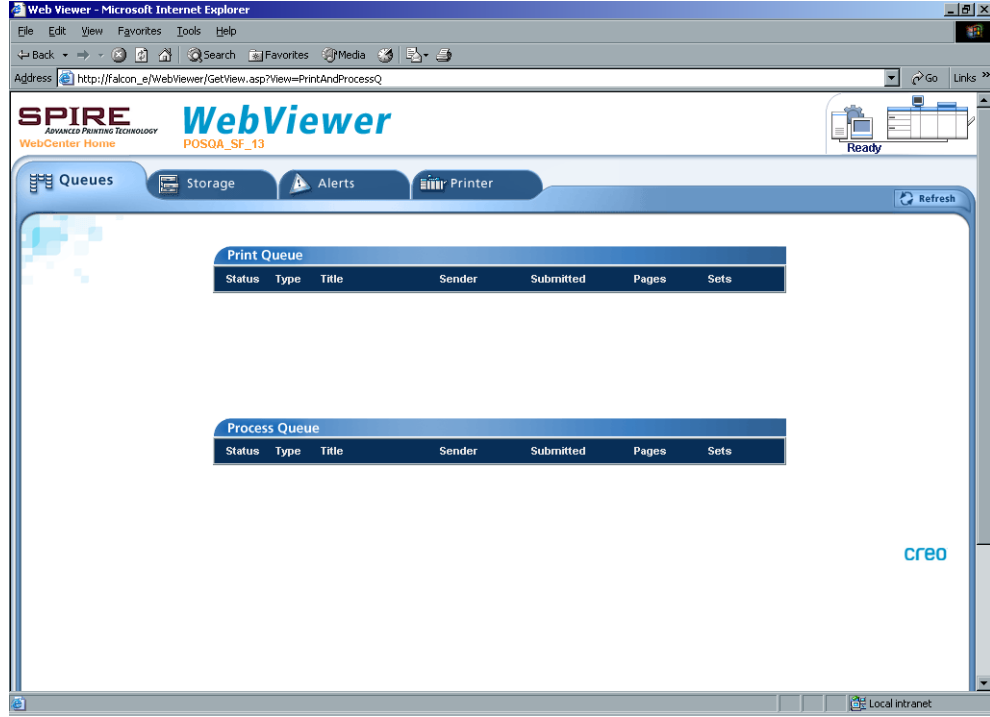 Web Viewer - Microsoft Internet Explorer
File Edit View Favorites Tools Help
Back Search Favorites Media
Address http://falcon_e/WebViewer/GetView.asp?View=PrintAndProcessQ Go Links »
SPIRE
ADVANCED PRINTING TECHNOLOGY
WebCenter Home
WebViewer
POSQA_SF_13
Ready
Queues Storage Alerts Printer
Refresh
Print Queue
Status Type Title Sender Submitted Pages Sets
Process Queue
Status Type Title Sender Submitted Pages Sets
creo
Local intranet